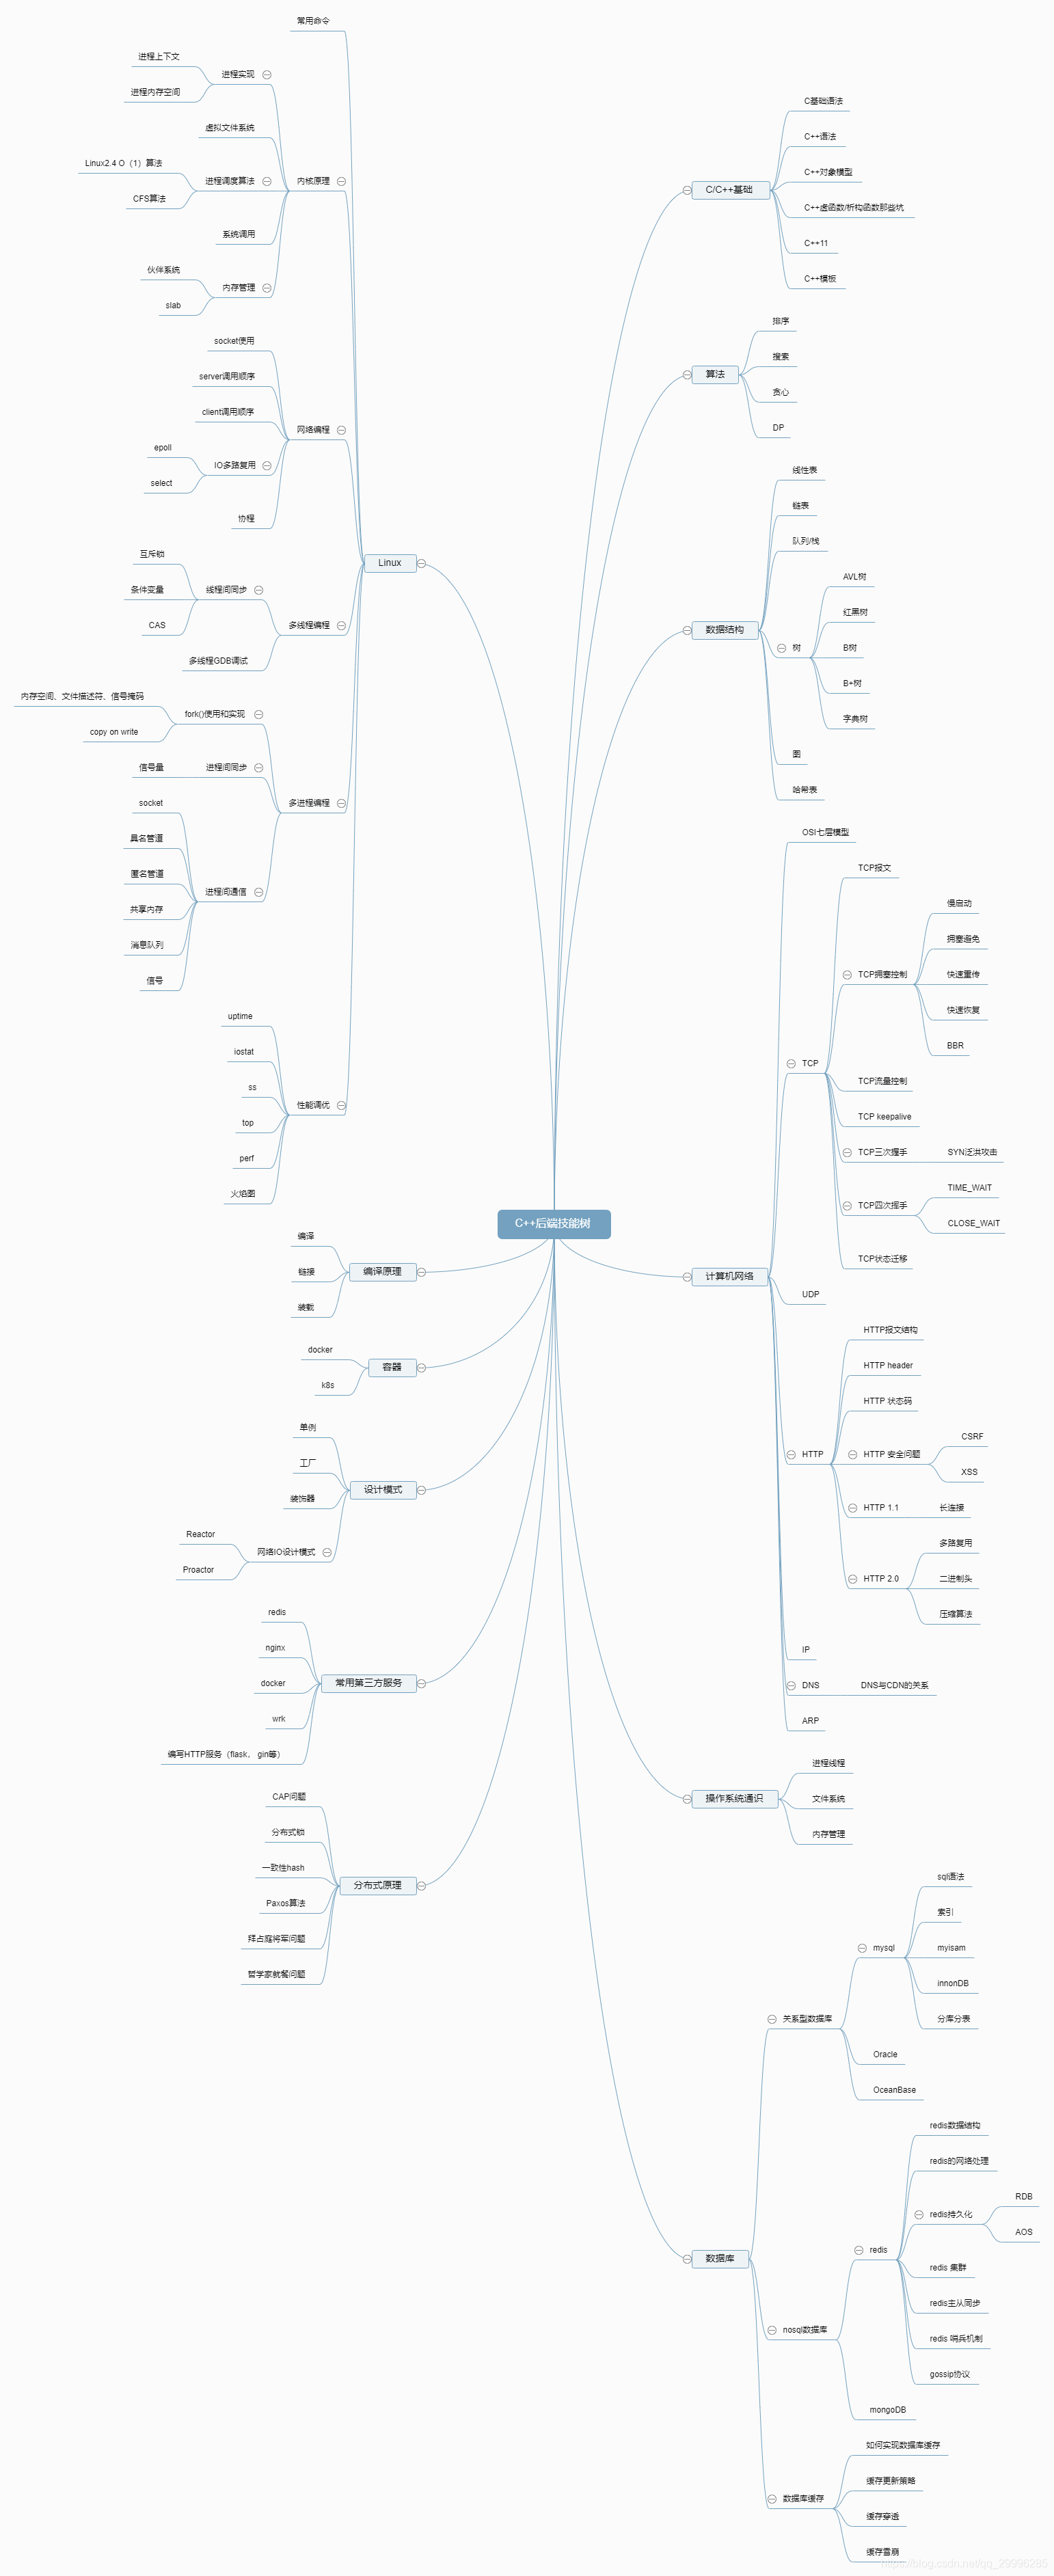 C++后端技能树
C/C++基础
C基础语法
C++语法
C++对象模型
C++虚函数/析构函数那些坑
C++11
C++模板
算法
排序
搜索
贪心
DP
数据结构
线性表
链表
队列/栈
树
AVL树
红黑树
B树
B+树
字典树
图
哈希表
计算机网络
OSI七层模型
TCP
TCP报文
TCP拥塞控制
慢启动
拥塞避免
快速重传
快速恢复
BBR
TCP流量控制
TCP keepalive
TCP三次握手
SYN泛洪攻击
TCP四次握手
TIME_WAIT
CLOSE_WAIT
TCP状态迁移
UDP
HTTP
HTTP报文结构
HTTP header
HTTP 状态码
HTTP 安全问题
CSRF
XSS
HTTP 1.1
长连接
HTTP 2.0
多路复用
二进制头
压缩算法
IP
DNS
DNS与CDN的关系
ARP
操作系统通识
进程线程
文件系统
内存管理
数据库
关系型数据库
mysql
sql语法
索引
myisam
innonDB
分库分表
Oracle
OceanBase
nosql数据库
redis
redis数据结构
redis的网络处理
redis持久化
RDB
AOS
redis 集群
redis主从同步
redis 哨兵机制
gossip协议
mongoDB
数据库缓存
如何实现数据库缓存
缓存更新策略
缓存穿透
缓存雪崩
Linux
常用命令
内核原理
进程实现
进程上下文
进程内存空间
虚拟文件系统
进程调度算法
Linux2.4 O（1）算法
CFS算法
系统调用
内存管理
伙伴系统
slab
网络编程
socket使用
server调用顺序
client调用顺序
IO多路复用
epoll
select
协程
多线程编程
线程间同步
互斥锁
条件变量
CAS
多线程GDB调试
多进程编程
fork()使用和实现
内存空间、文件描述符、信号掩码
copy on write
进程间同步
信号量
进程间通信
socket
具名管道
匿名管道
共享内存
消息队列
信号
性能调优
uptime
iostat
ss
top
perf
火焰图
编译原理
编译
链接
装载
容器
docker
k8s
设计模式
单例
工厂
装饰器
网络IO设计模式
Reactor
Proactor
常用第三方服务
redis
nginx
docker
wrk
编写HTTP服务（flask、 gin等）
分布式原理
CAP问题
分布式锁
一致性hash
Paxos算法
拜占庭将军问题
哲学家就餐问题
https://blog.csdn.net/qq_29096285